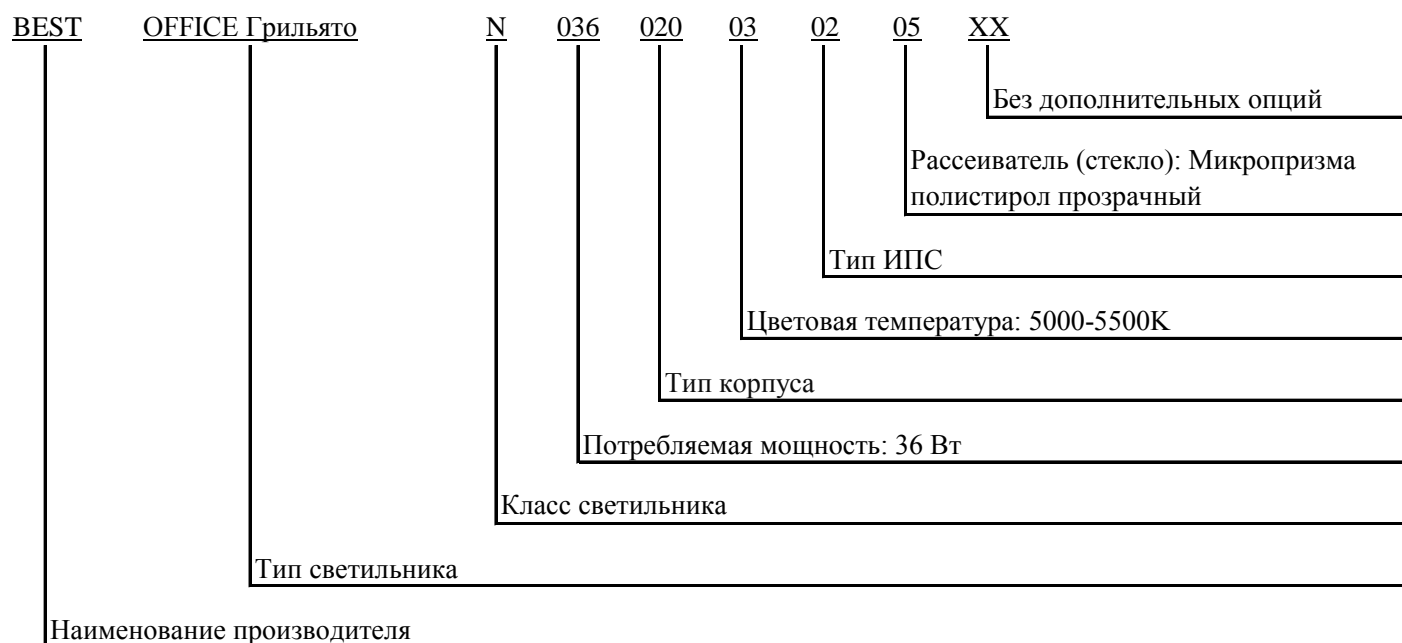 BEST OFFICE Грильято N 036 020 03 02 05 XX
Без дополнительных опций
Рассеиватель (стекло): Микропризма
полистирол прозрачный
Тип ИПС
Цветовая температура: 5000-5500K
Тип корпуса
Потребляемая мощность: 36 Вт
Класс светильника
Тип светильника
Наименование производителя